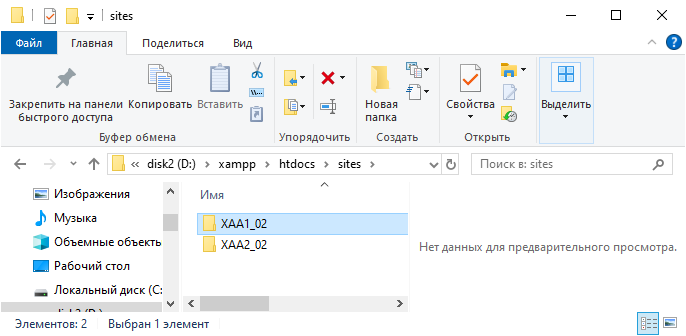 sites
Файл Главная Поделиться Вид
Закрепить на панели быстрого доступа
Копировать
Вставить
Новая папка
Свойства
Выделить
Буфер обмена
Упорядочить
Создать
Открыть
« disk2 (D:) > xampp > htdocs > sites >
Поиск в: sites
Изображения
Музыка
Объемные объекть
Рабочий стол
Локальный диск (C:
Имя
XAA1_02
XAA2_02
Нет данных для предварительного просмотра.
Элементов: 2 Выбран 1 элемент